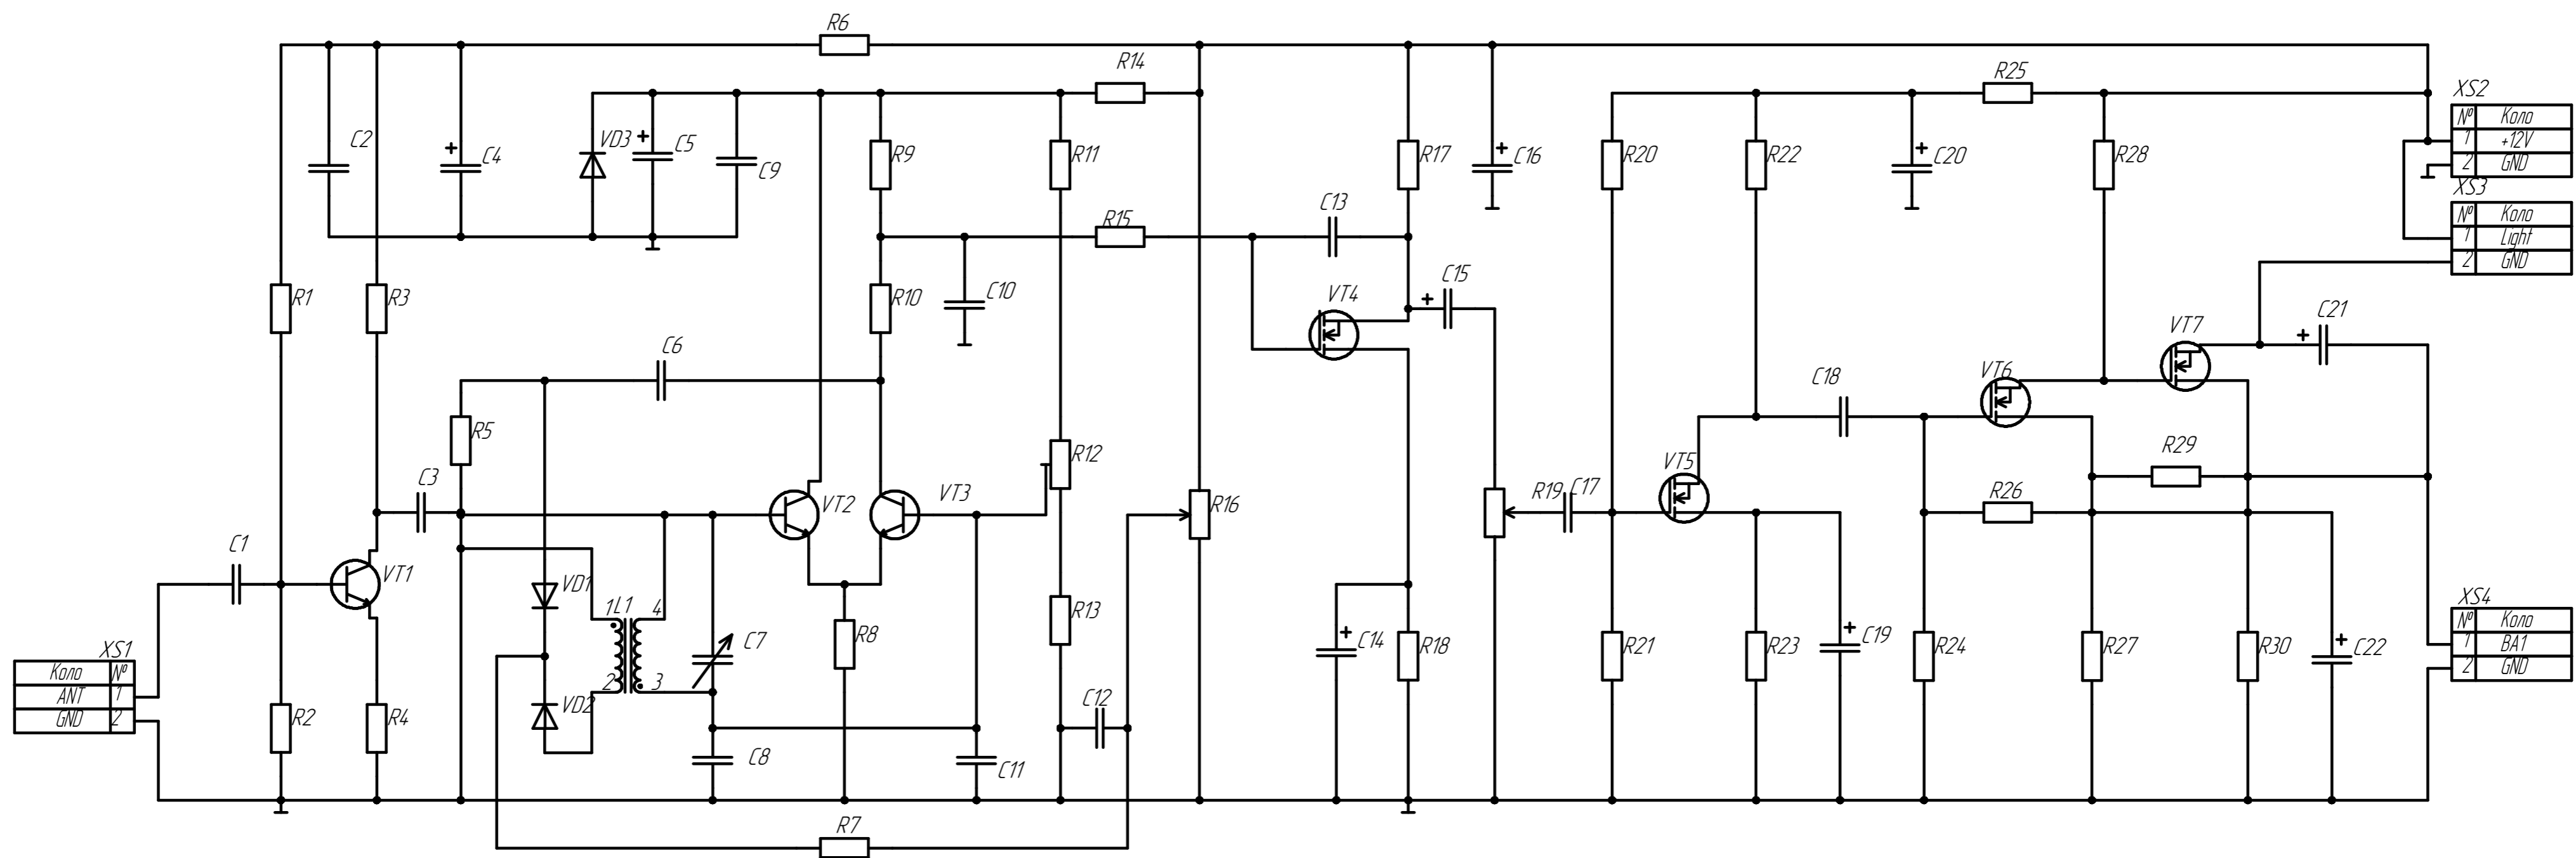 R6
R14
R25
XS2
Nº Коло
1 +12V
2 GND
XS3
Nº Коло
1 Light
2 GND
C2
C4
VD3
C5
C9
R9
R11
R17
C16
R20
R22
C20
R28
R15
C13
R1
R3
R10
C10
VT4
C15
C6
VT7
C21
R5
C18
VT6
R12
C3
VT2
VT3
R16
R19
C17
VT5
R26
R29
C1
VT1
VD1
1 L1 4
2 3
VD2
C7
R8
R13
C14
R18
R21
R23
C19
R24
R27
R30
C22
XS4
Nº Коло
1 BA1
2 GND
XS1
Коло Nº
ANT 1
GND 2
R2
R4
C8
C11
C12
R7